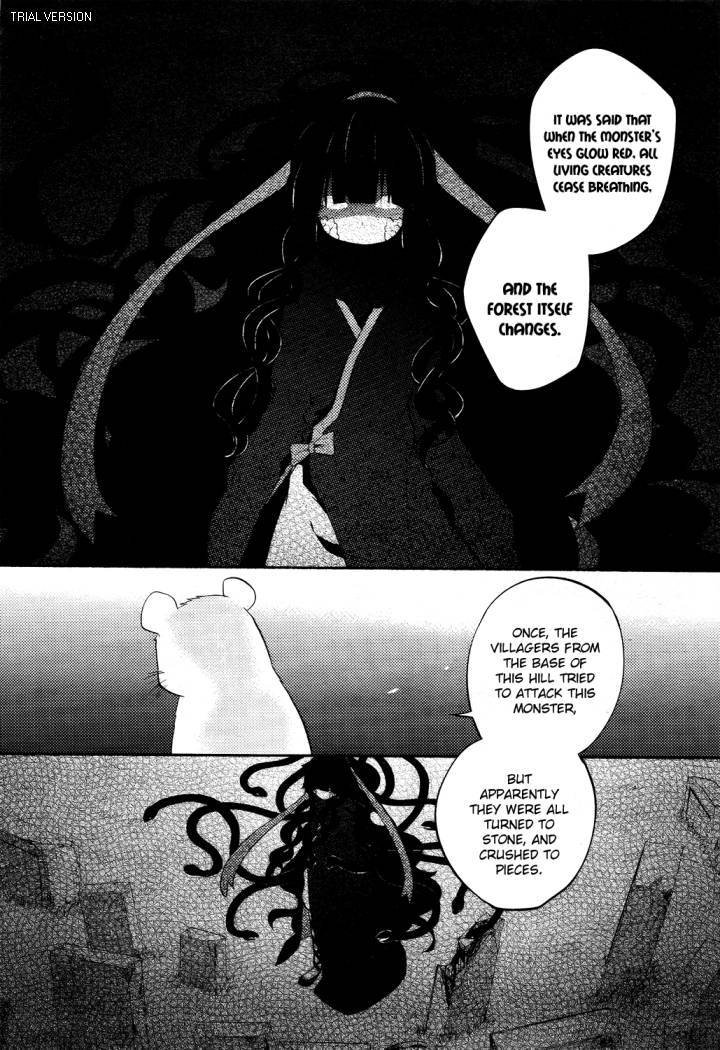 TRIAL VERSION
IT WAS SAID THAT
WHEN THE MONSTER'S
EYES GLOW RED, ALL
LIVING CREATURES
CEASE BREATHING.
AND THE
FOREST ITSELF
CHANGES.
ONCE, THE
VILLAGERS FROM
THE BASE OF
THIS HILL TRIED
TO ATTACK THIS
MONSTER,
BUT
APPARENTLY
THEY WERE ALL
TURNED TO
STONE, AND
CRUSHED TO
PIECES.